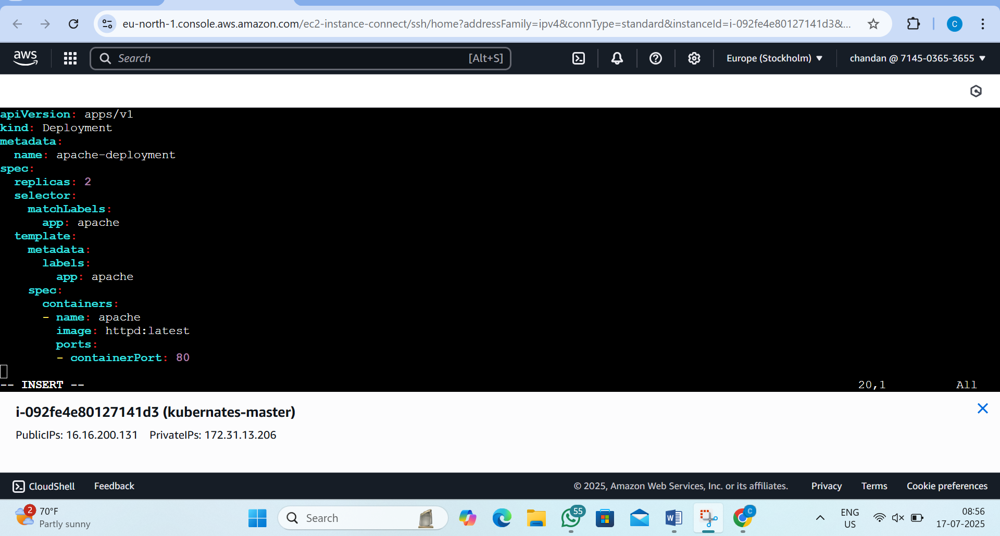 eu-north-1.console.aws.amazon.com/ec2-instance-connect/ssh/home?addressFamily=ipv4&connType=standard&instanceId=i-092fe4e80127141d3&...
C
aws
Search
[Alt+S]
Europe (Stockholm)
chandan @ 7145-0365-3655
apiVersion: apps/v1
kind: Deployment
metadata:
  name: apache-deployment
spec:
  replicas: 2
  selector:
    matchLabels:
      app: apache
  template:
    metadata:
      labels:
        app: apache
    spec:
      containers:
      - name: apache
        image: httpd:latest
        ports:
        - containerPort: 80
-- INSERT --
20,1
All
i-092fe4e80127141d3 (kubernates-master)
PublicIPs: 16.16.200.131 PrivateIPs: 172.31.13.206
CloudShell
Feedback
© 2025, Amazon Web Services, Inc. or its affiliates.
Privacy
Terms
Cookie preferences
2
70°F
Partly sunny
Search
55
W
C
ENG
US
08:56
17-07-2025